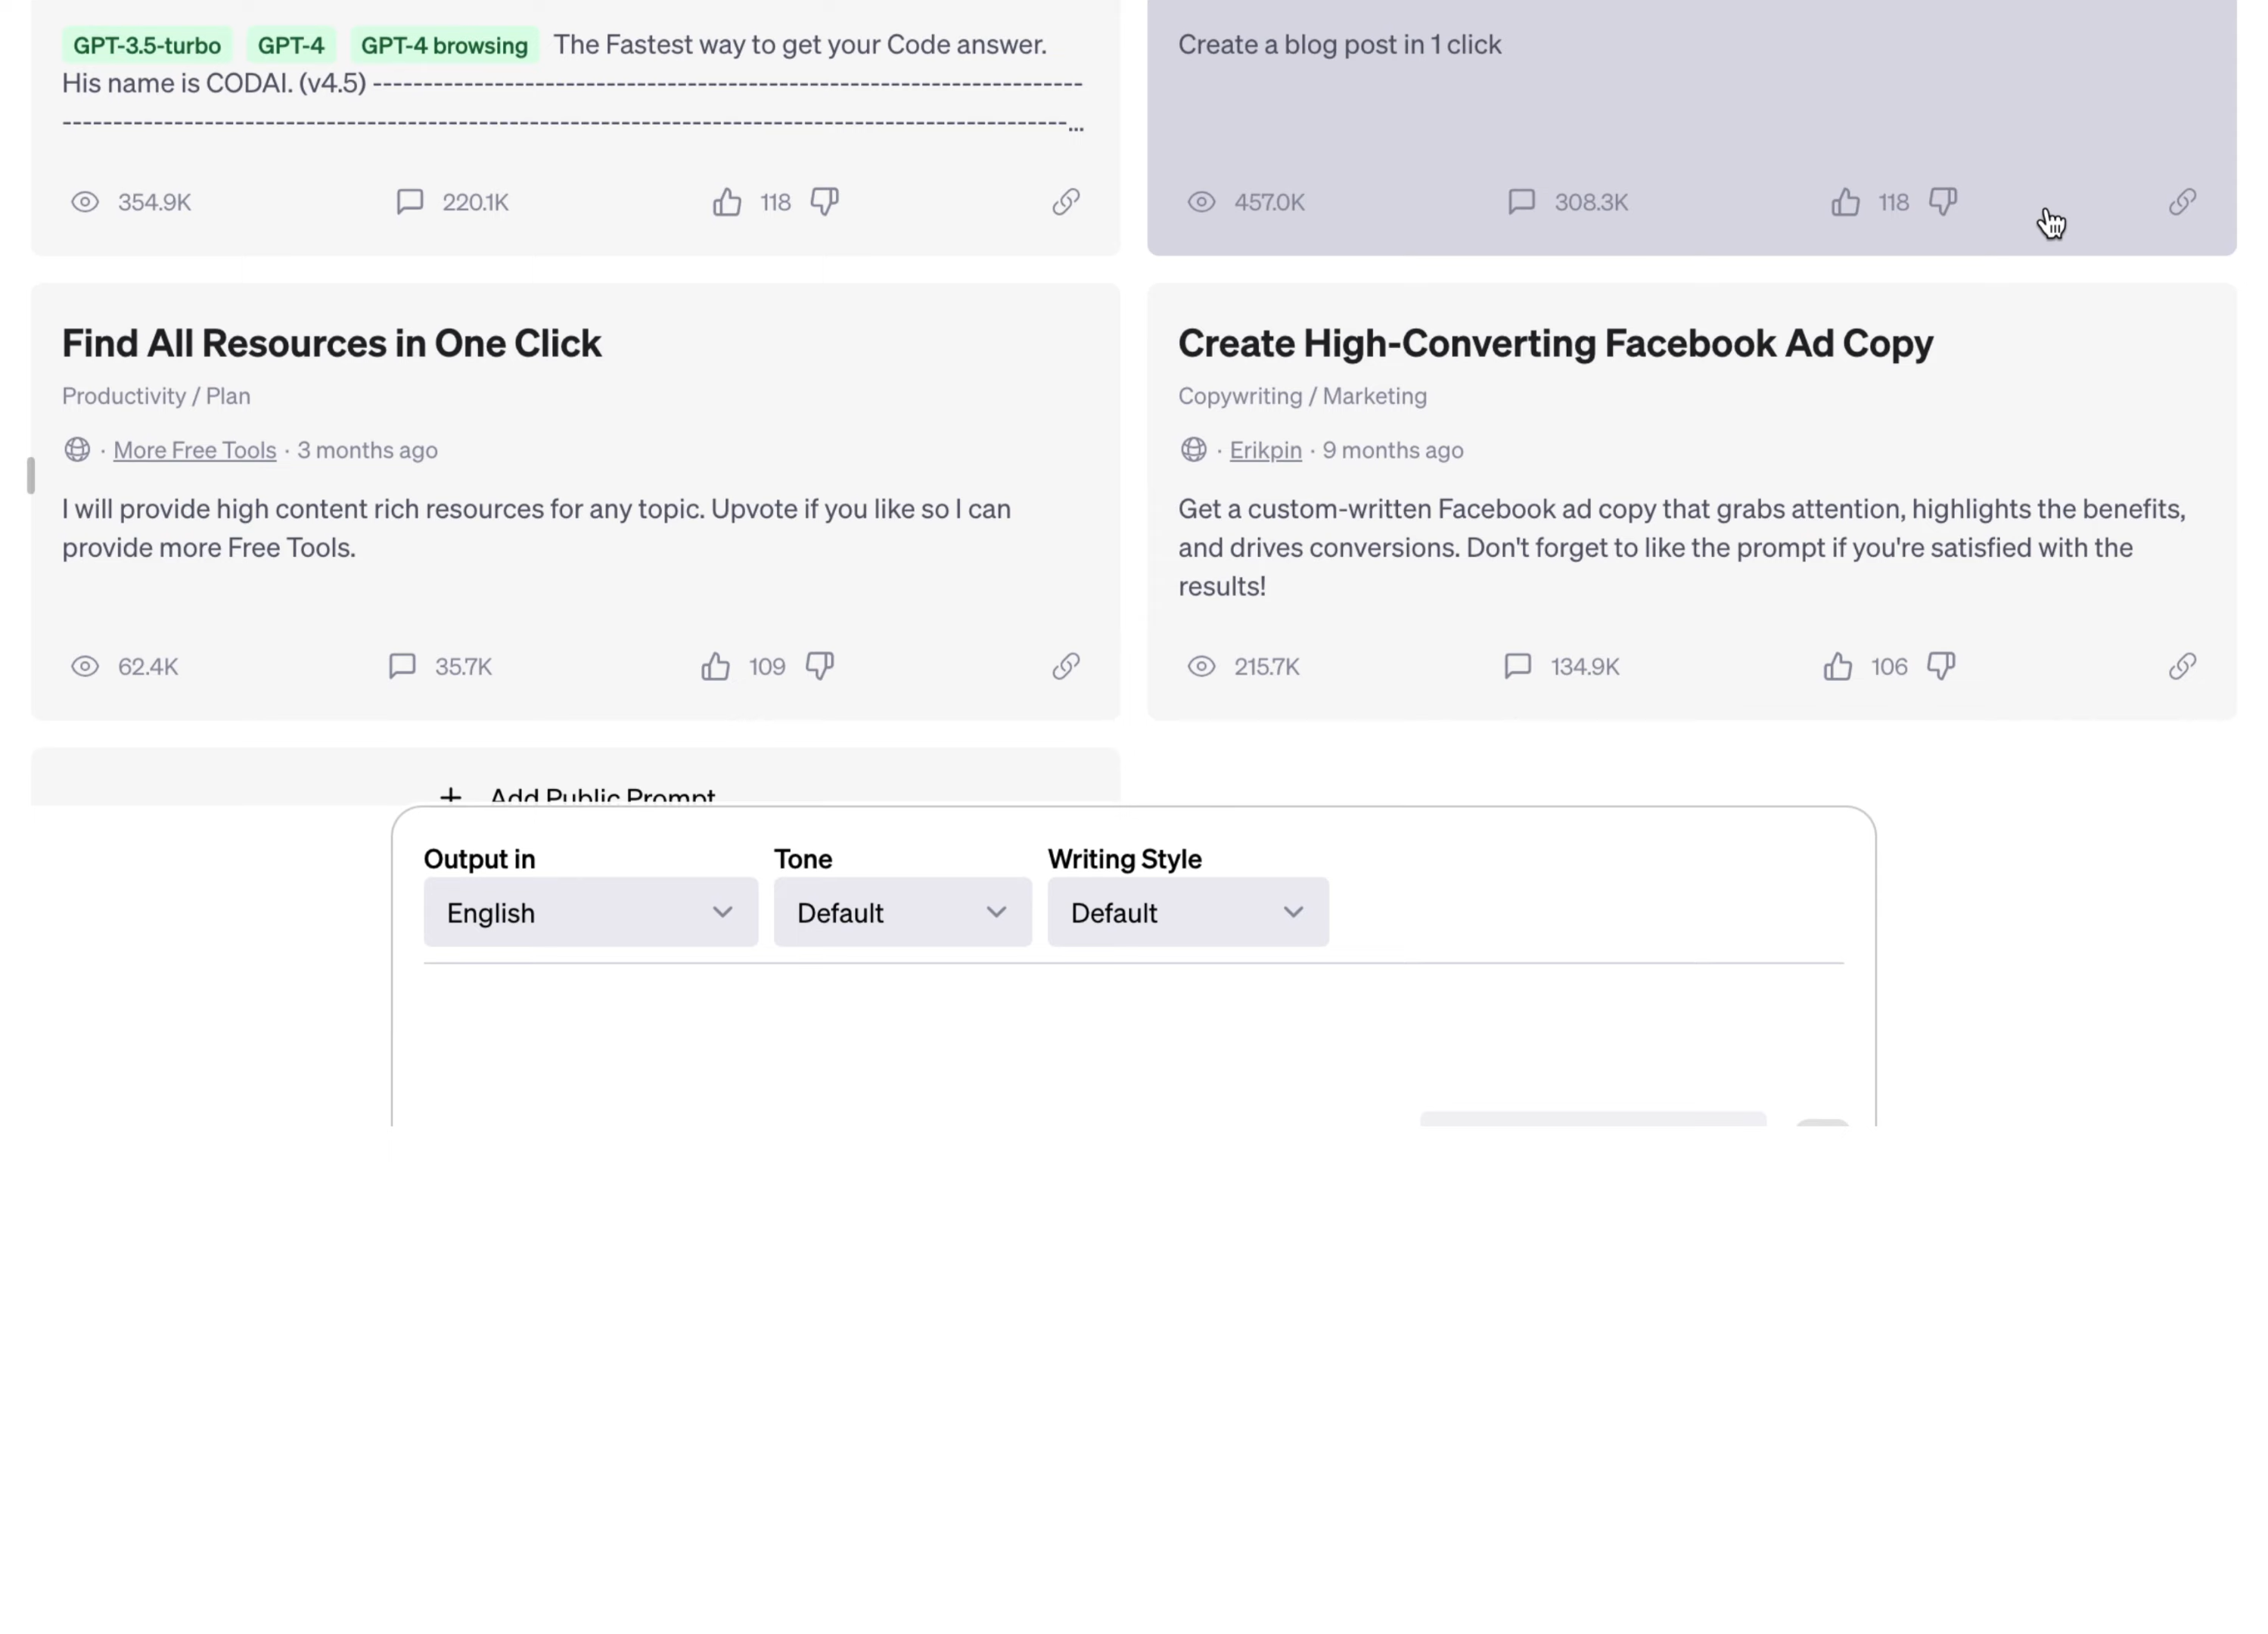 GPT-3.5-turbo GPT-4 GPT-4 browsing The Fastest way to get your Code answer.
His name is CODAI. (v4.5) ----------------------------------------------------------------------
---------------------------------------------------------------------------------------------------...
354.9K 220.1K 118
Create a blog post in 1 click
457.0K 308.3K 118
Find All Resources in One Click
Productivity / Plan
· More Free Tools · 3 months ago
I will provide high content rich resources for any topic. Upvote if you like so I can
provide more Free Tools.
62.4K 35.7K 109
Create High-Converting Facebook Ad Copy
Copywriting / Marketing
· Erikpin · 9 months ago
Get a custom-written Facebook ad copy that grabs attention, highlights the benefits,
and drives conversions. Don't forget to like the prompt if you're satisfied with the
results!
215.7K 134.9K 106
+ Add Public Prompt
Output in Tone Writing Style
English Default Default